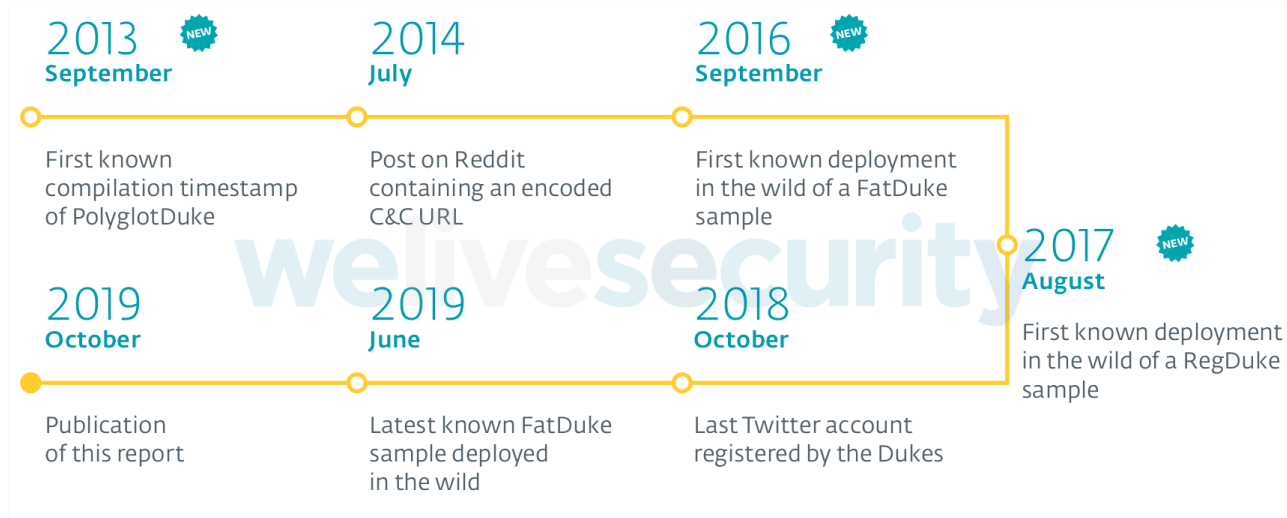 2013 NEW
September
First known
compilation timestamp
of PolyglotDuke
2014
July
Post on Reddit
containing an encoded
C&C URL
2016 NEW
September
First known deployment
in the wild of a FatDuke
sample
2017 NEW
August
First known deployment
in the wild of a RegDuke
sample
2018
October
Last Twitter account
registered by the Dukes
2019
June
Latest known FatDuke
sample deployed
in the wild
2019
October
Publication
of this report
welivesecurity